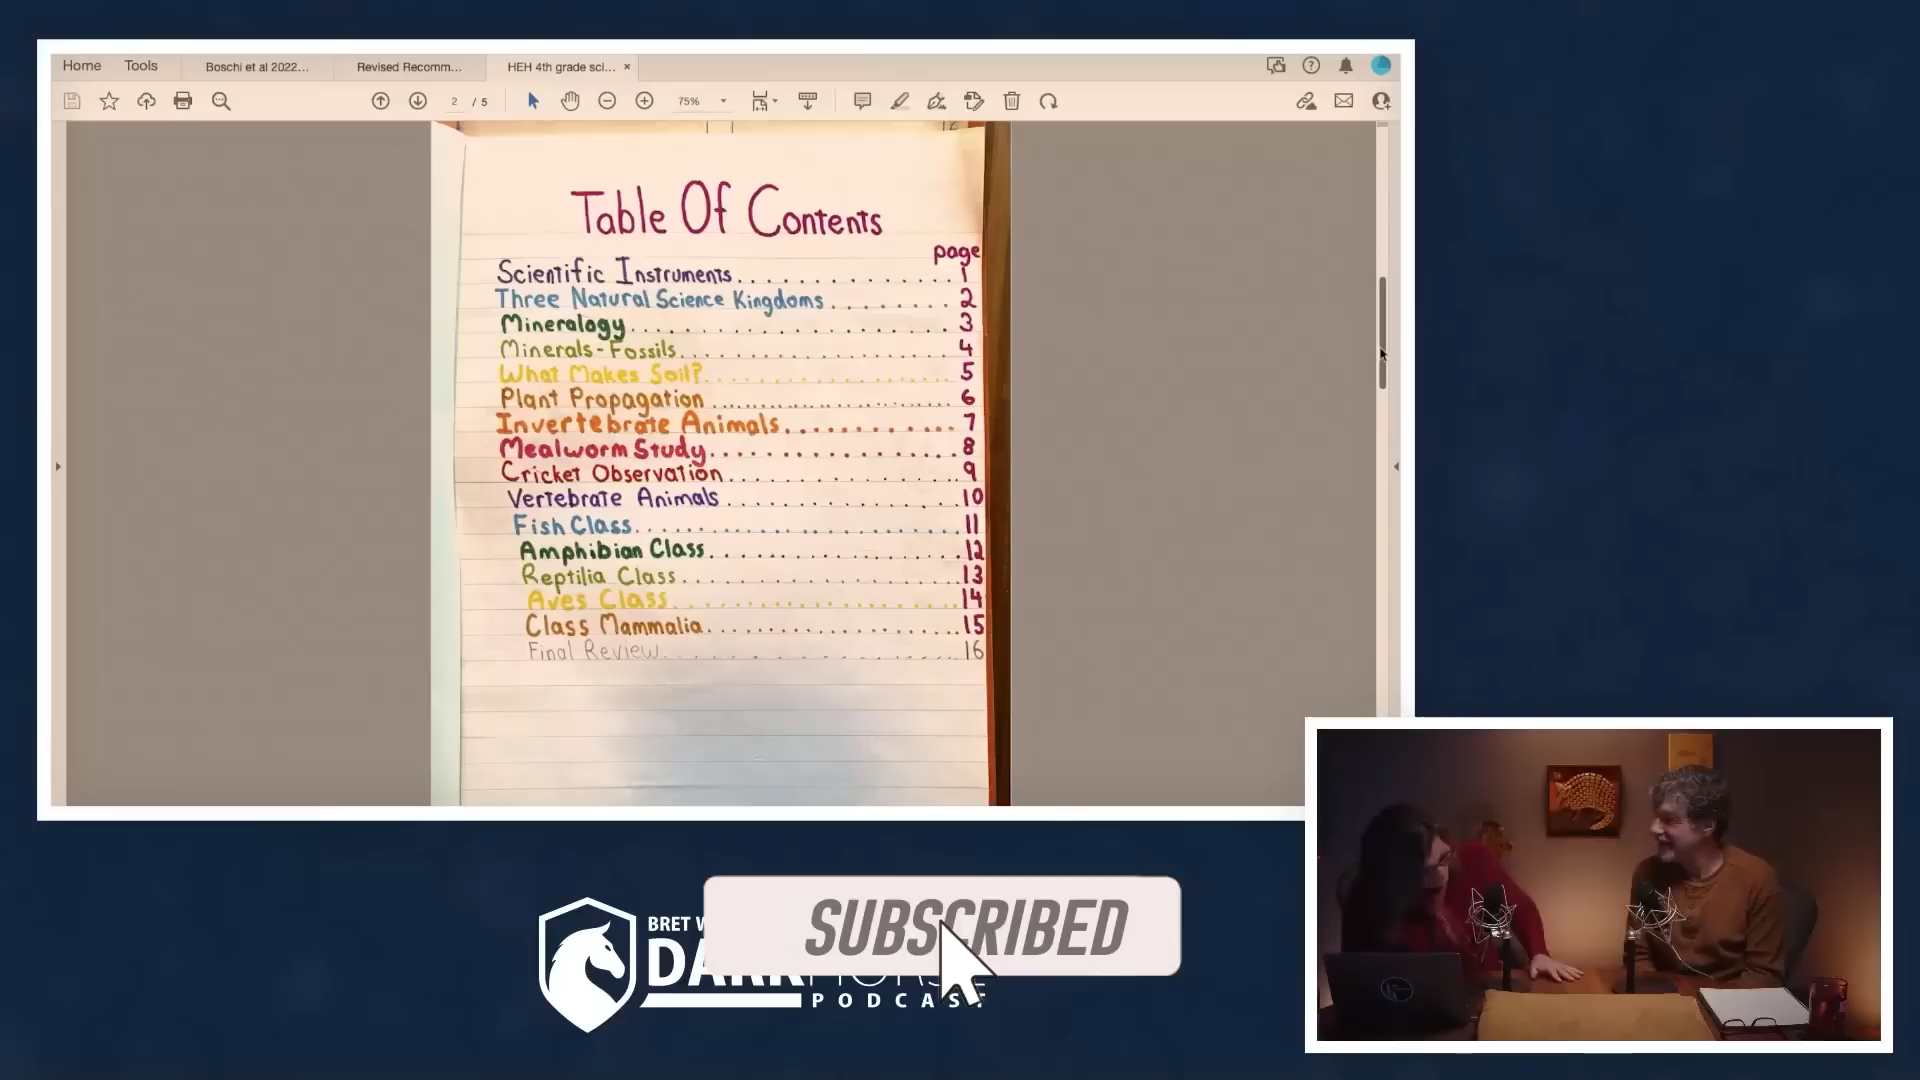 Home Tools Boschi et al 2022... Revised Recomm... HEH 4th grade sci... ×
2 / 5 75%
Table Of Contents
page
Scientific Instruments 1
Three Natural Science Kingdoms 2
Mineralogy 3
Minerals-Fossils 4
What Makes Soil? 5
Plant Propagation 6
Invertebrate Animals 7
Mealworm Study 8
Cricket Observation 9
Vertebrate Animals 10
Fish Class 11
Amphibian Class 12
Reptilia Class 13
Aves Class 14
Class Mammalia 15
Final Review 16
SUBSCRIBED
BRET
PODCAST